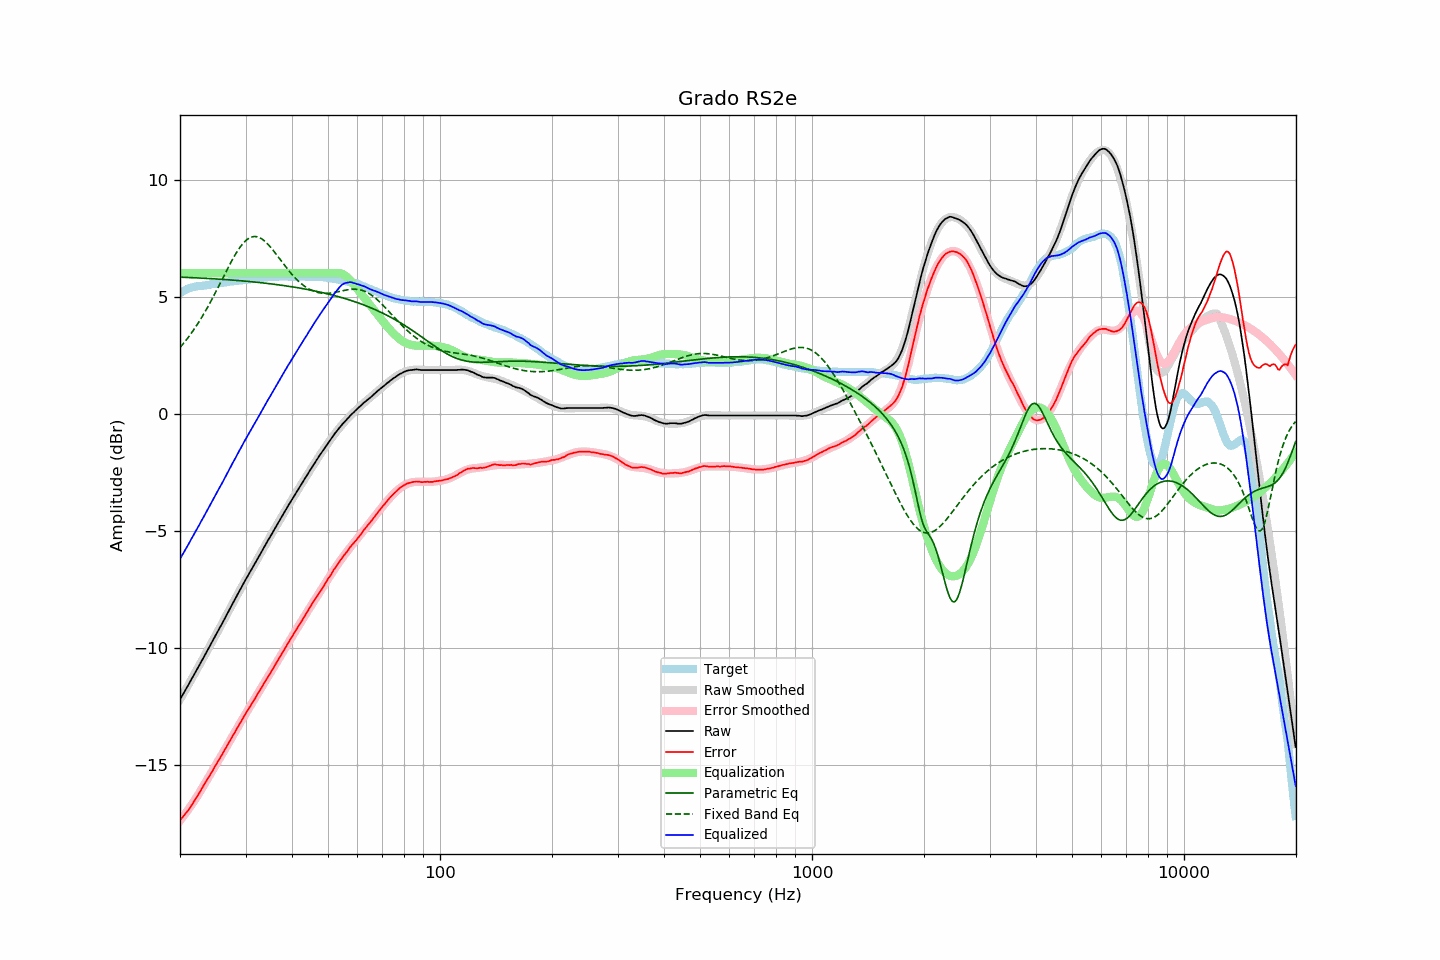 Grado RS2e
10
5
0
−5
−10
−15
Amplitude (dBr)
Target
Raw Smoothed
Error Smoothed
Raw
Error
Equalization
Parametric Eq
Fixed Band Eq
Equalized
100
1000
10000
Frequency (Hz)